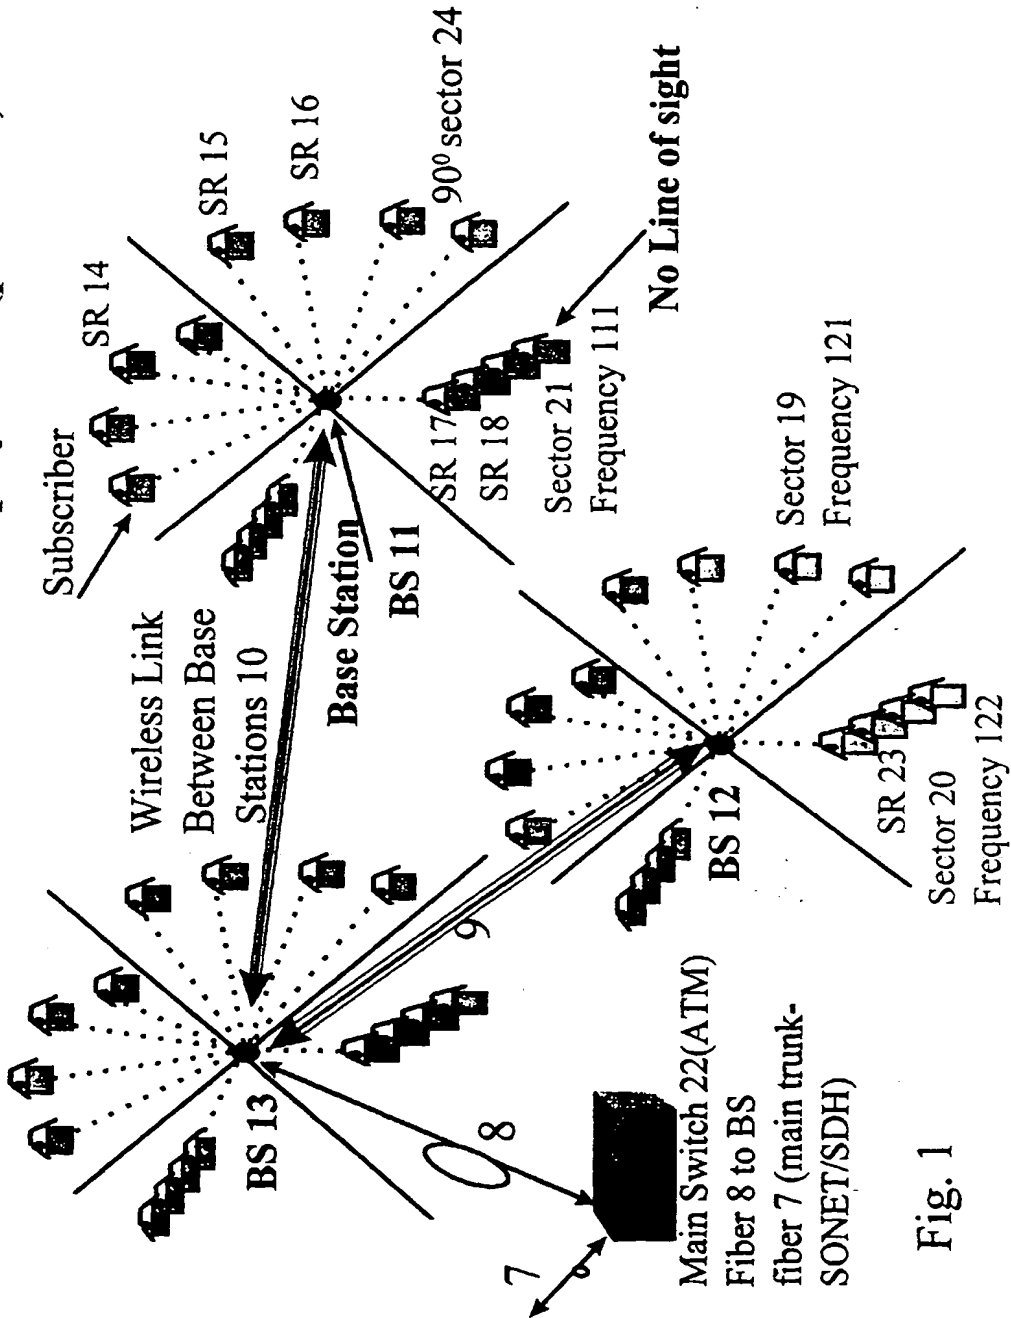 Subscriber
SR 14
SR 15
SR 16
90⁰ sector 24
Wireless Link
Between Base
Stations 10
Base Station
BS 11
SR 17
SR 18
Sector 21
Frequency 111
No Line of sight
BS 13
9
BS 12
Sector 19
Frequency 121
SR 23
Sector 20
Frequency 122
8
7
Main Switch 22(ATM)
Fiber 8 to BS
fiber 7 (main trunk-
SONET/SDH)
Fig. 1